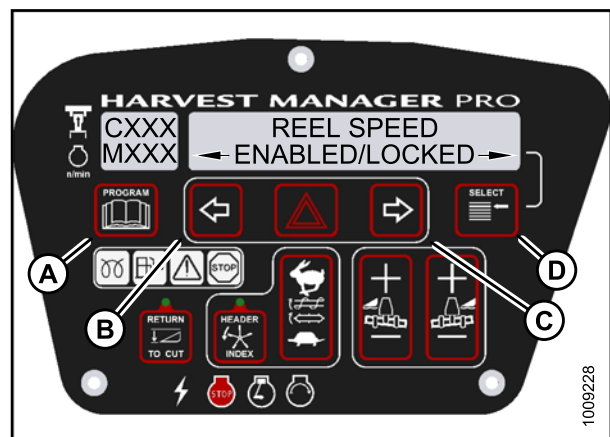 HARVEST MANAGER PRO
CXXX
MXXX
REEL SPEED
ENABLED/LOCKED
n/min
PROGRAM
SELECT
A
B
C
D
STOP
RETURN
TO CUT
HEADER
INDEX
STOP
1009228